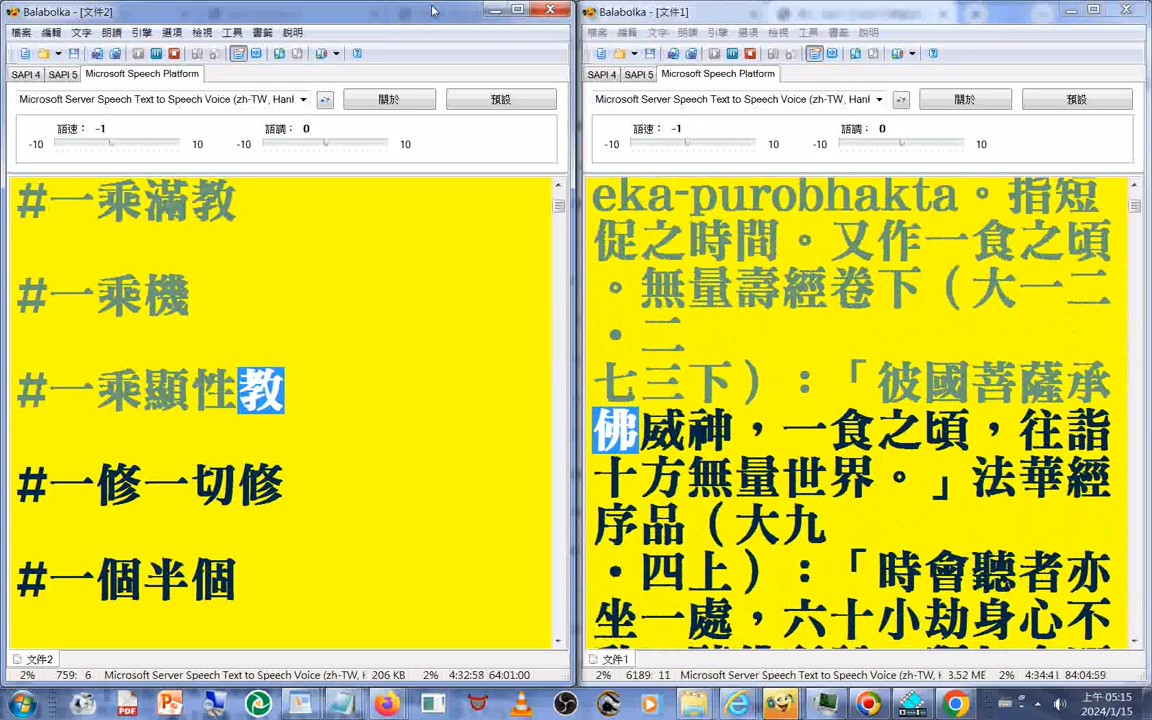 Balabolka - [文件2]
檔案 編輯 文字 朗讀 引擎 選項 檢視 工具 書籤 說明
SAPI 4 SAPI 5 Microsoft Speech Platform
Microsoft Server Speech Text to Speech Voice (zh-TW, Hanl
關於 預設
語速: -1 語調: 0
-10 10 -10 10
#一乘滿教
#一乘機
#一乘顯性教
#一修一切修
#一個半個
文件2
2% 759: 6 Microsoft Server Speech Text to Speech Voice (zh-TW, H 206 KB 2% 4:32:58 64:01:00
Balabolka - [文件1]
檔案 編輯 文字 朗讀 引擎 選項 檢視 工具 書籤 說明
SAPI 4 SAPI 5 Microsoft Speech Platform
Microsoft Server Speech Text to Speech Voice (zh-TW, Hanl
關於 預設
語速: -1 語調: 0
-10 10 -10 10
eka-purobhakta。指短
促之時間。又作一食之頃
。無量壽經卷下(大一二
・二
七三下):「彼國菩薩承
佛威神,一食之頃,往詣
十方無量世界。」法華經
序品(大九
・四上):「時會聽者亦
坐一處,六十小劫身心不
文件1
2% 6189: 11 Microsoft Server Speech Text to Speech Voice (zh-TW, H 3.52 ME 2% 4:34:41 84:04:59
上午 05:15
2024/1/15